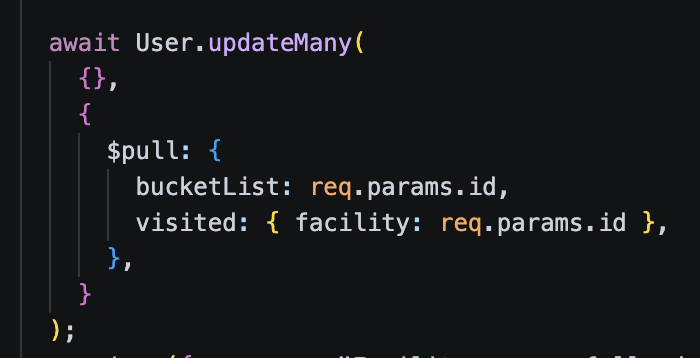 await User.updateMany(
{},
{
$pull: {
bucketList: req.params.id,
visited: { facility: req.params.id },
},
}
);